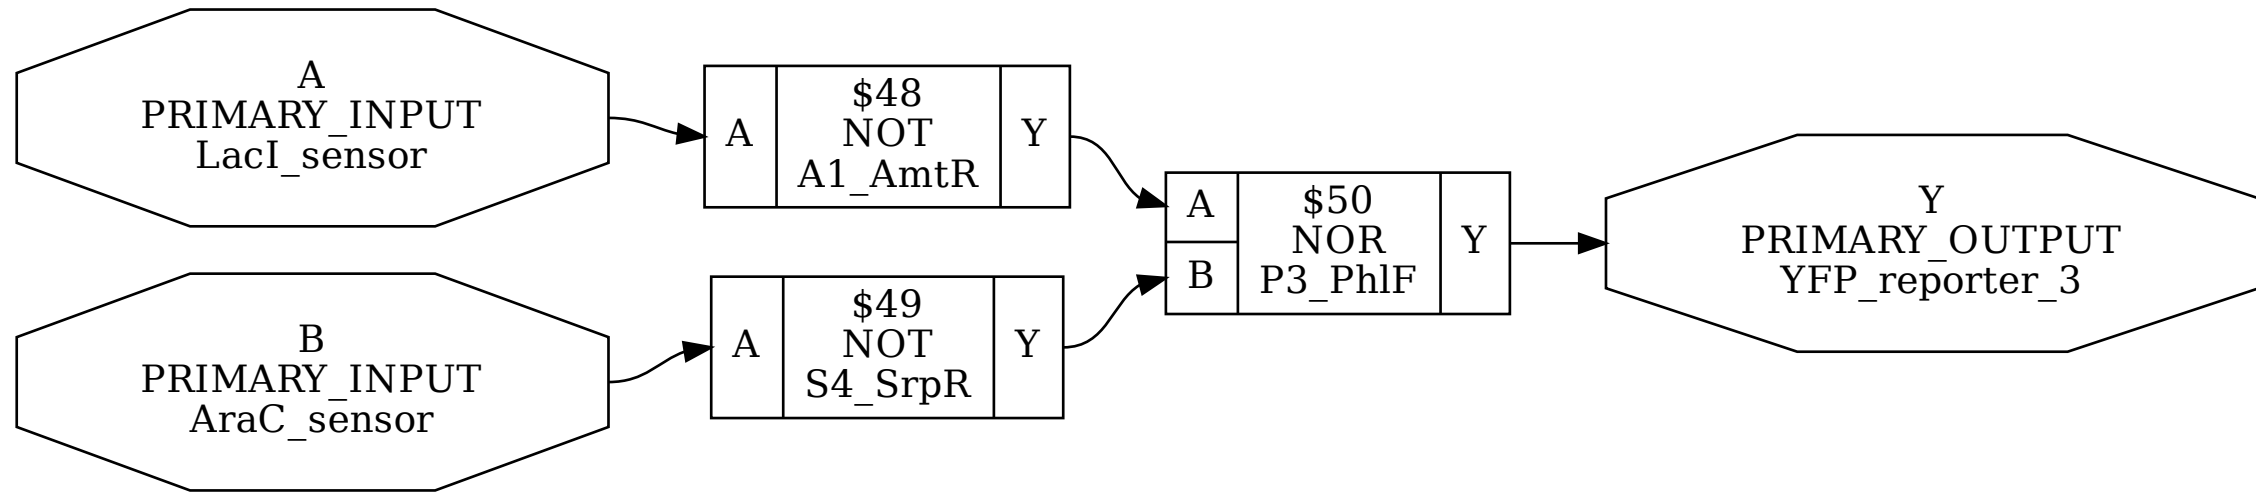 A
PRIMARY_INPUT
LacI_sensor
A
$48
NOT
A1_AmtR
Y
B
PRIMARY_INPUT
AraC_sensor
A
$49
NOT
S4_SrpR
Y
A
B
$50
NOR
P3_PhlF
Y
Y
PRIMARY_OUTPUT
YFP_reporter_3